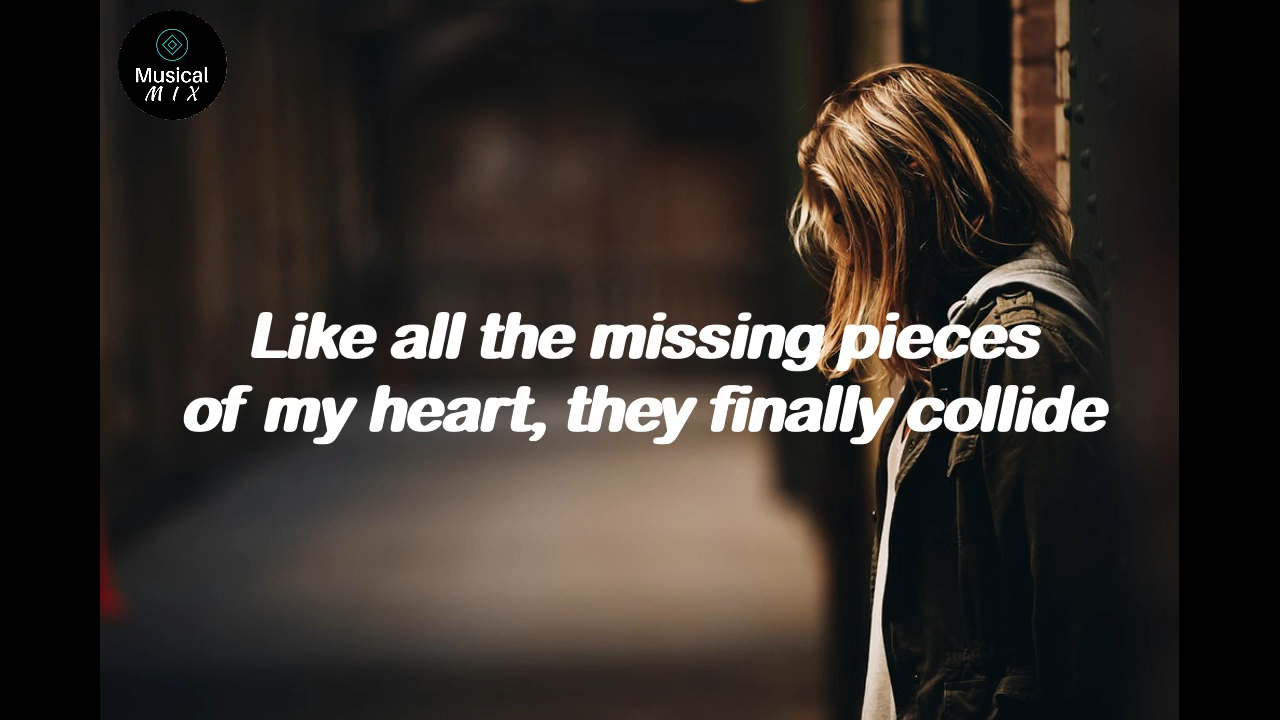 Musical
MIX
Like all the missing pieces
of my heart, they finally collide